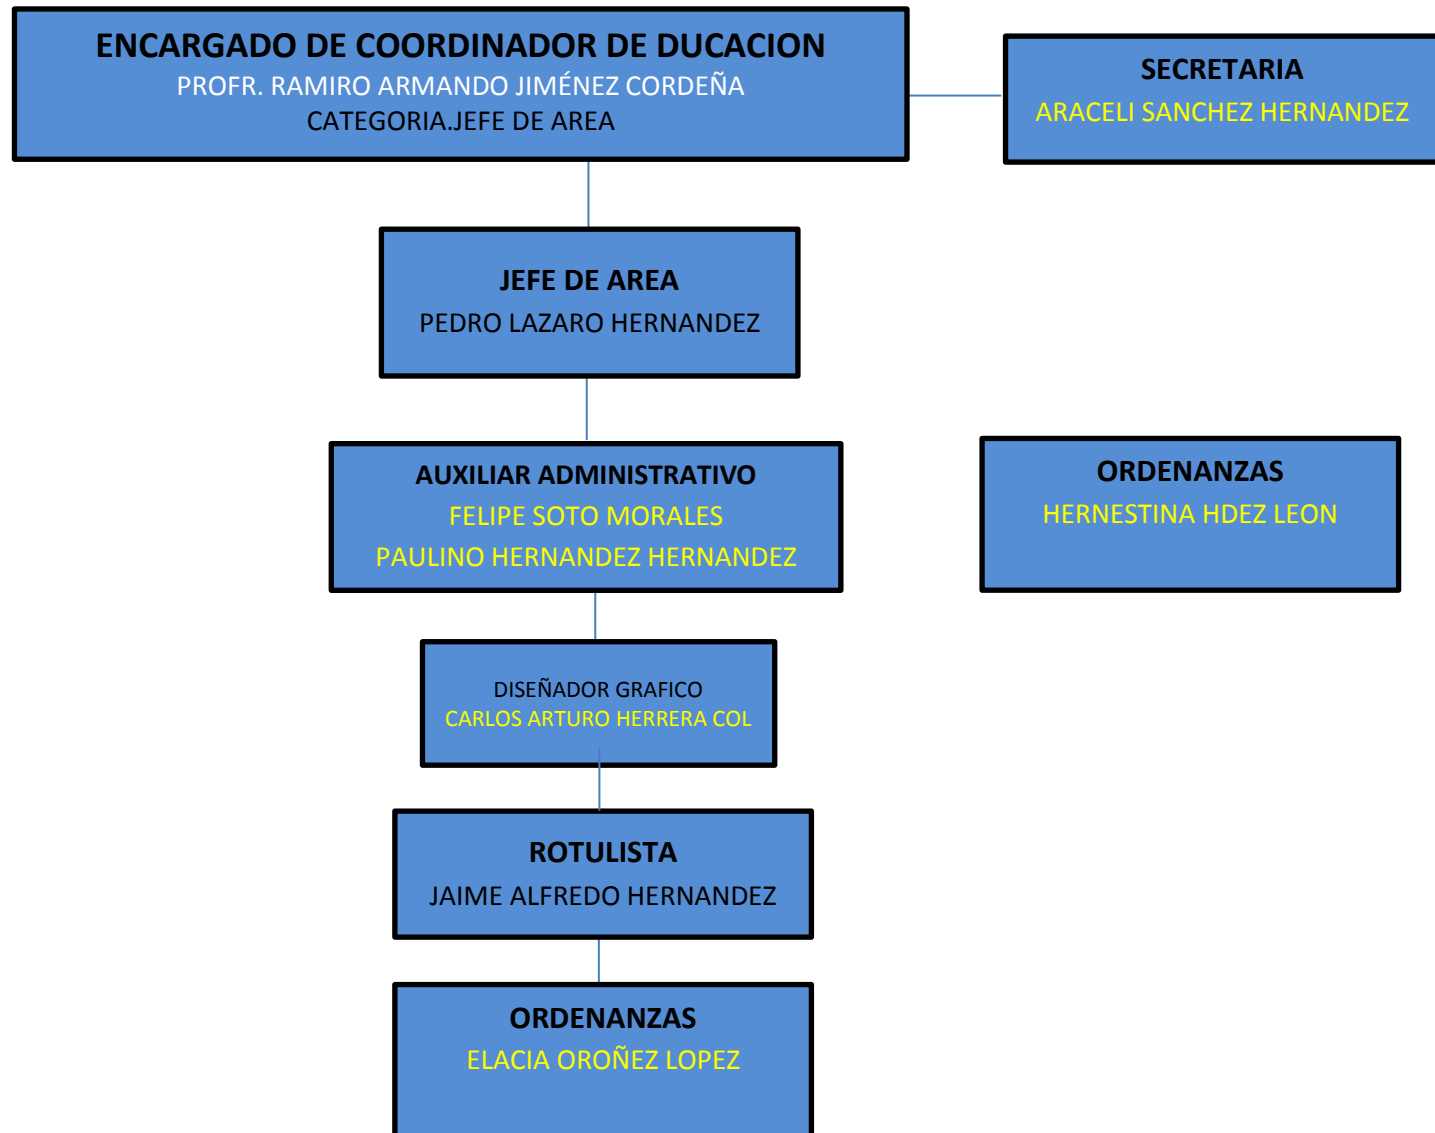 ENCARGADO DE COORDINADOR DE DUCACION
PROFR. RAMIRO ARMANDO JIMÉNEZ CORDEÑA
CATEGORIA.JEFE DE AREA
SECRETARIA
ARACELI SANCHEZ HERNANDEZ
JEFE DE AREA
PEDRO LAZARO HERNANDEZ
AUXILIAR ADMINISTRATIVO
FELIPE SOTO MORALES
PAULINO HERNANDEZ HERNANDEZ
ORDENANZAS
HERNESTINA HDEZ LEON
DISEÑADOR GRAFICO
CARLOS ARTURO HERRERA COL
ROTULISTA
JAIME ALFREDO HERNANDEZ
ORDENANZAS
ELACIA OROÑEZ LOPEZ